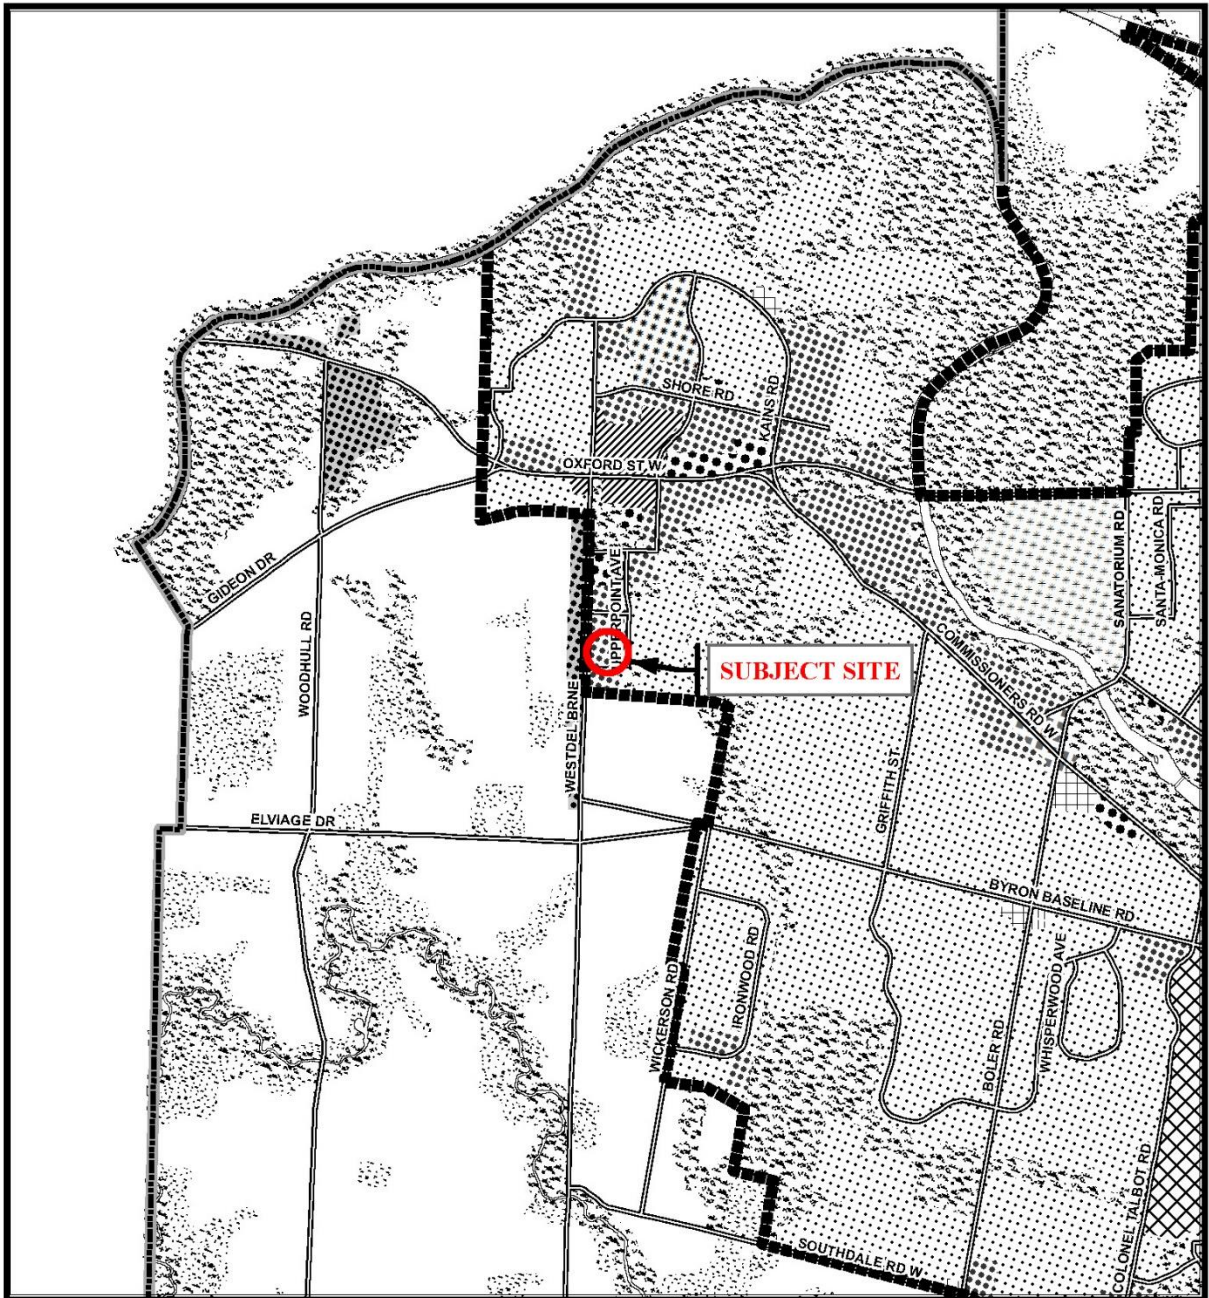 SHORE RD
KAINS RD
OXFORD ST W
GIDEON DR
WOODHULL RD
SANATORIUM RD
SANTA-MONICA RD
UPPERPOINT AVE
COMMISSIONERS RD W
SUBJECT SITE
WESTDEL BRNE
GRIFFITH ST
ELVIAGE DR
BYRON BASELINE RD
IRONWOOD RD
WHISPERWOOD AVE
WICKERSON RD
BOLER RD
COLONEL TALBOT RD
SOUTHDALE RD W